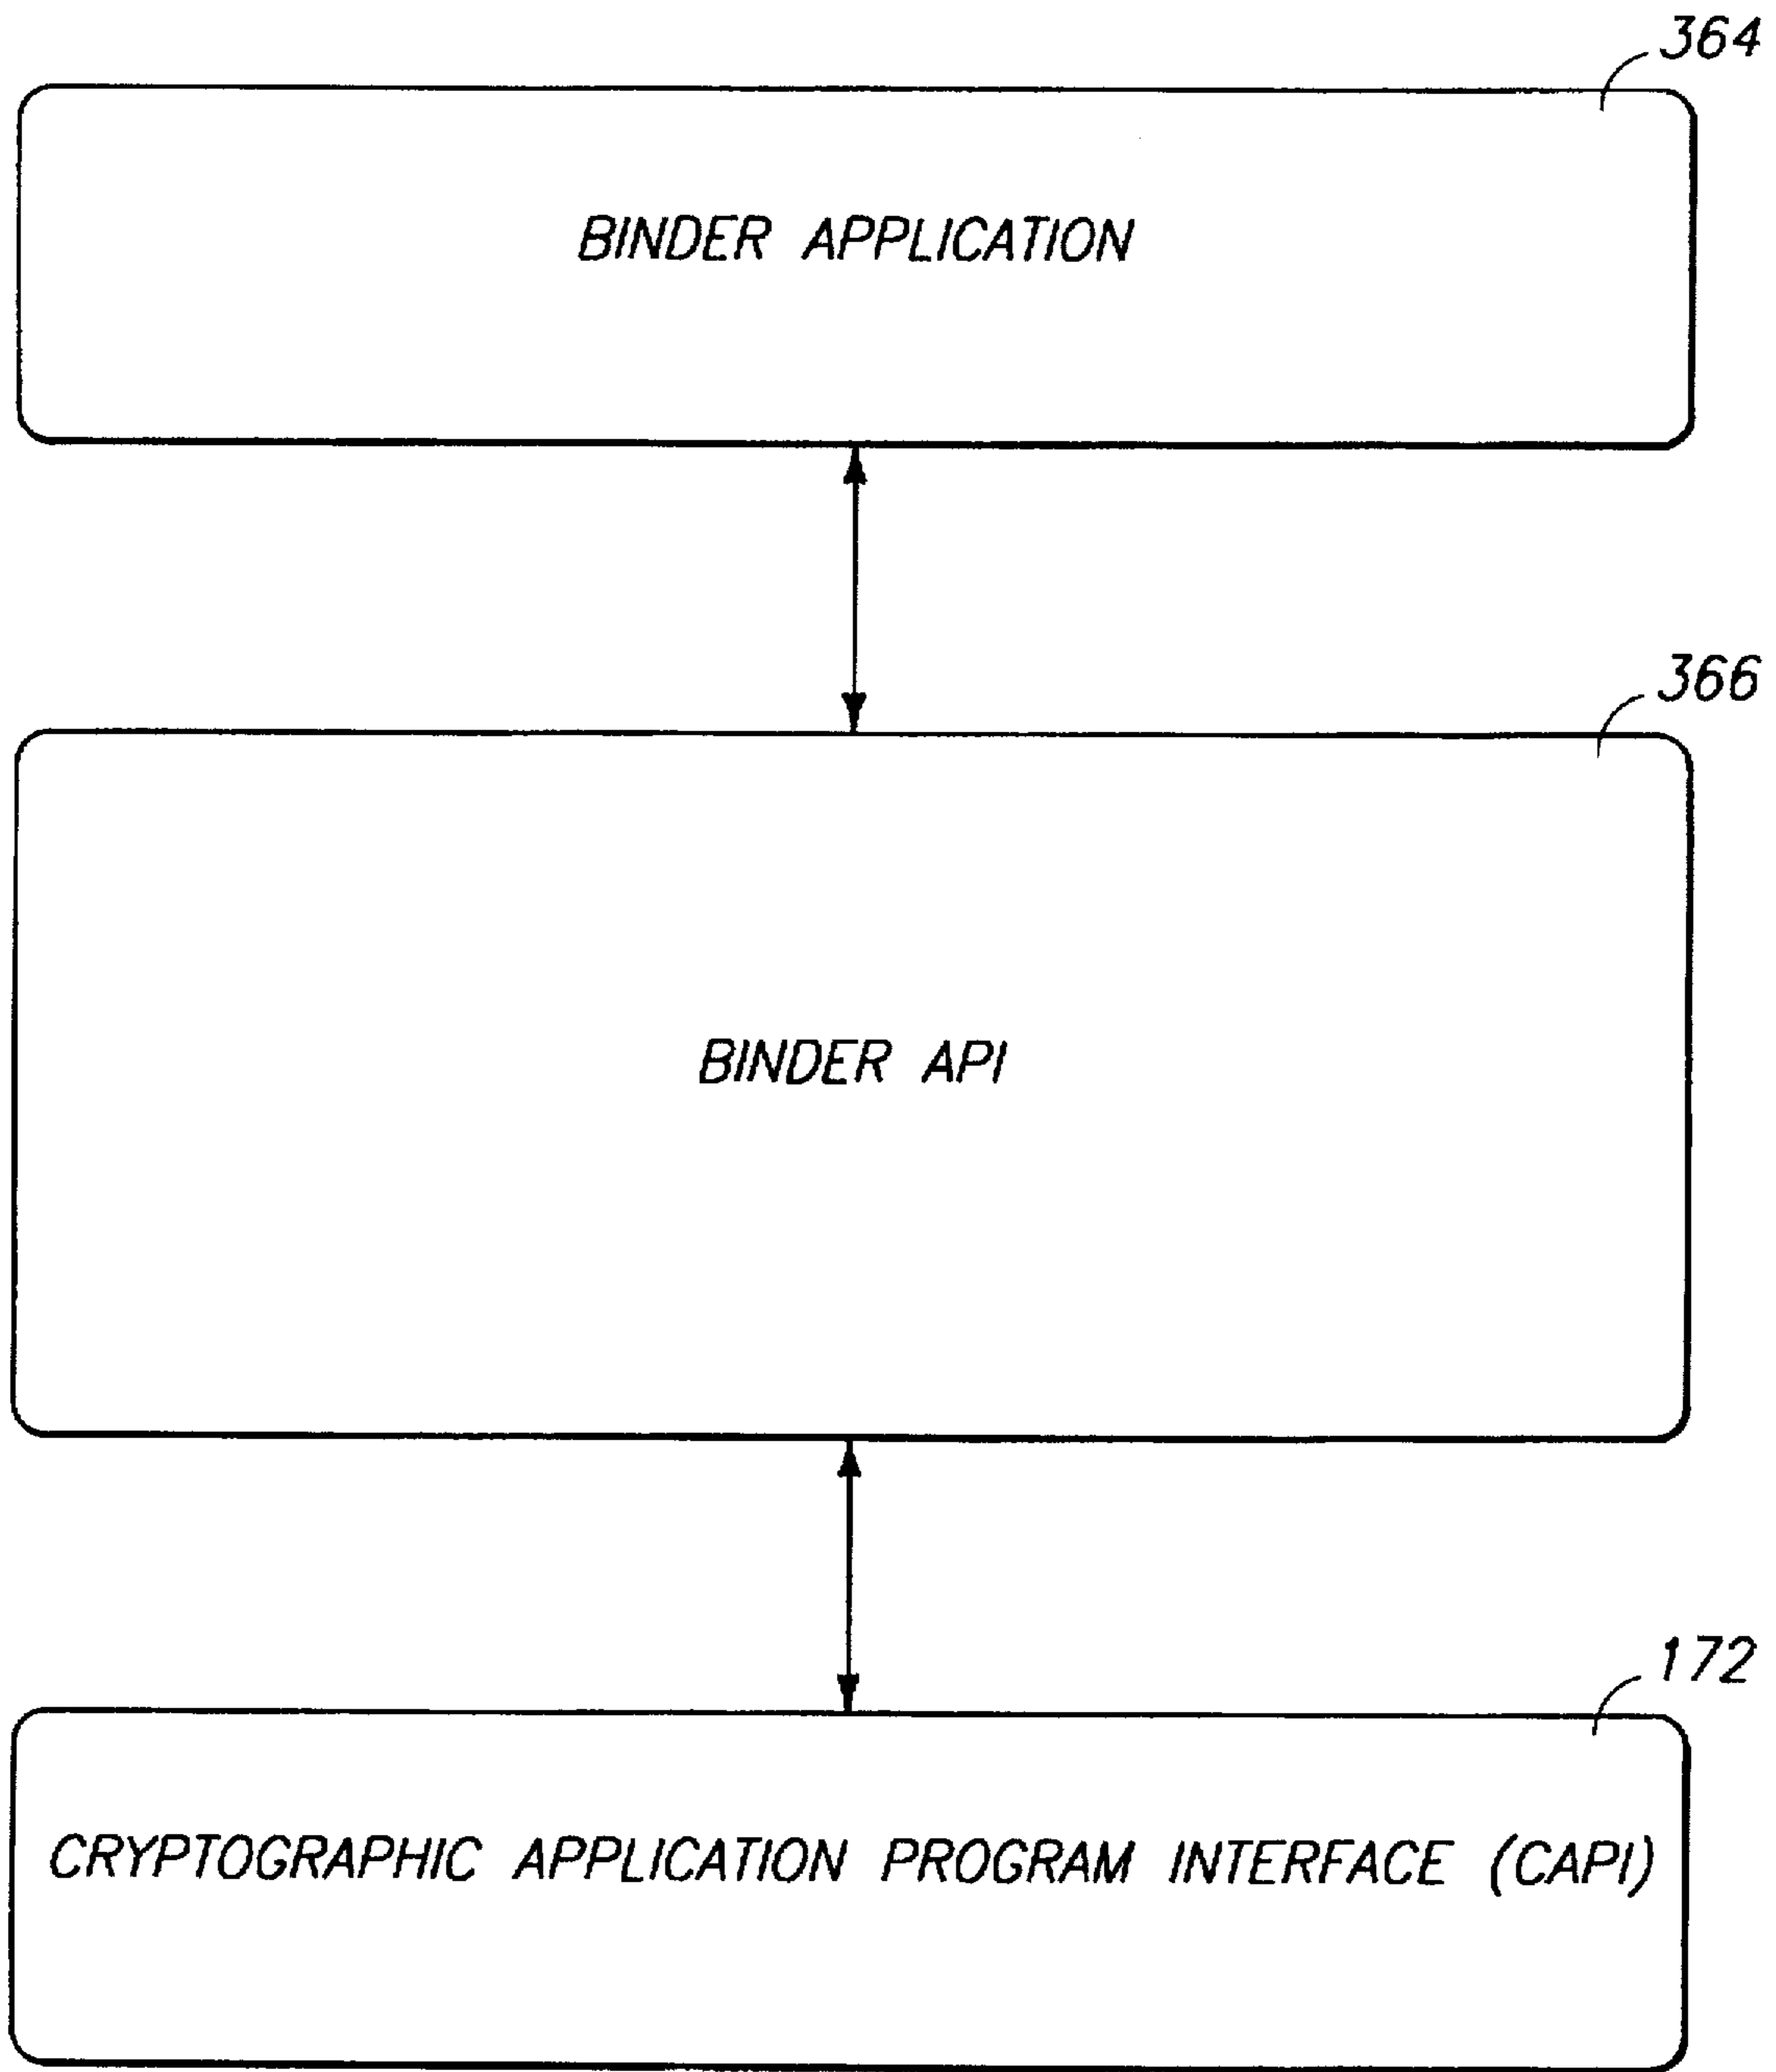 364
BINDER APPLICATION
366
BINDER API
172
CRYPTOGRAPHIC APPLICATION PROGRAM INTERFACE (CAPI)